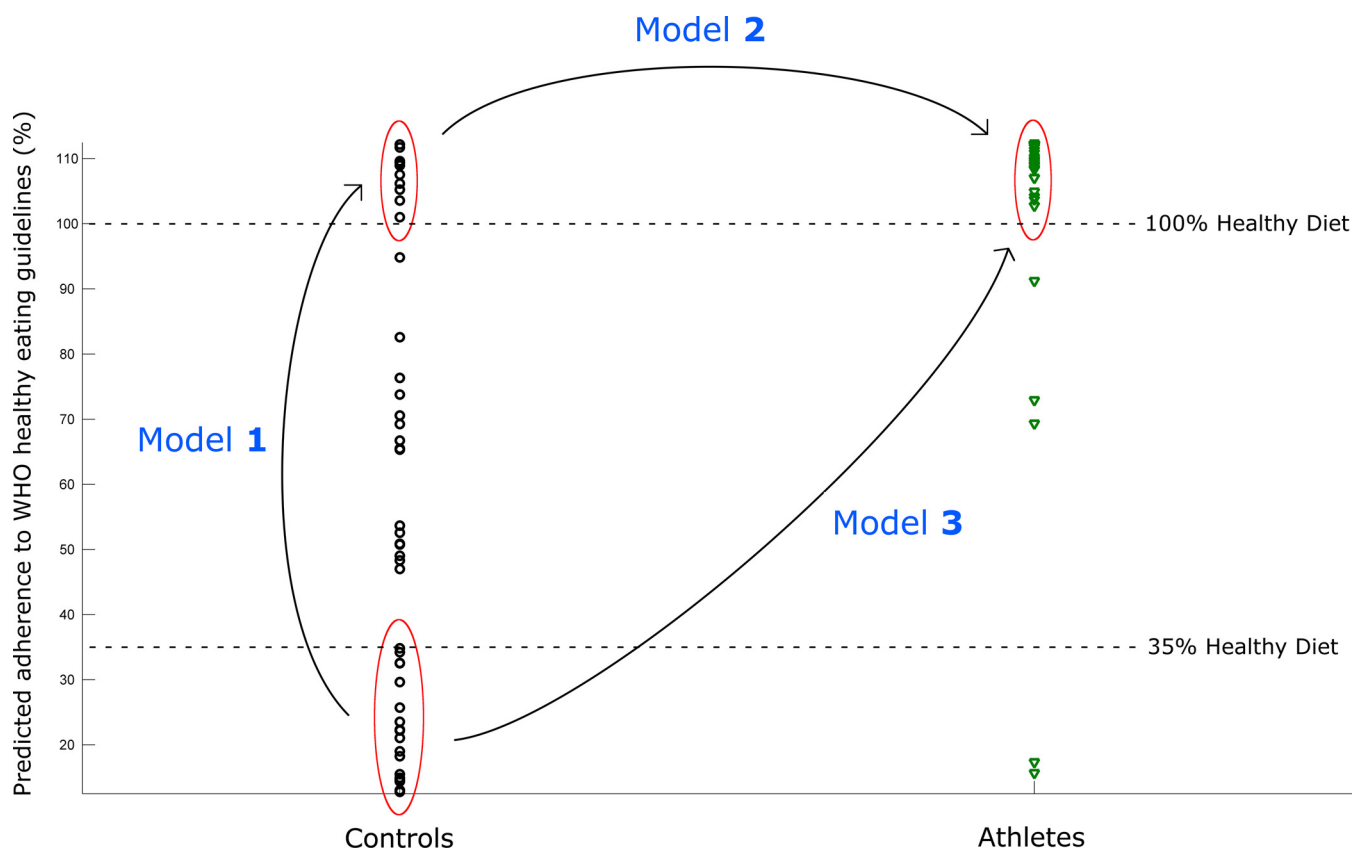 Model 2
Predicted adherence to WHO healthy eating guidelines (%)
110
100
90
80
70
60
50
40
30
20
100% Healthy Diet
Model 1
Model 3
35% Healthy Diet
Controls
Athletes